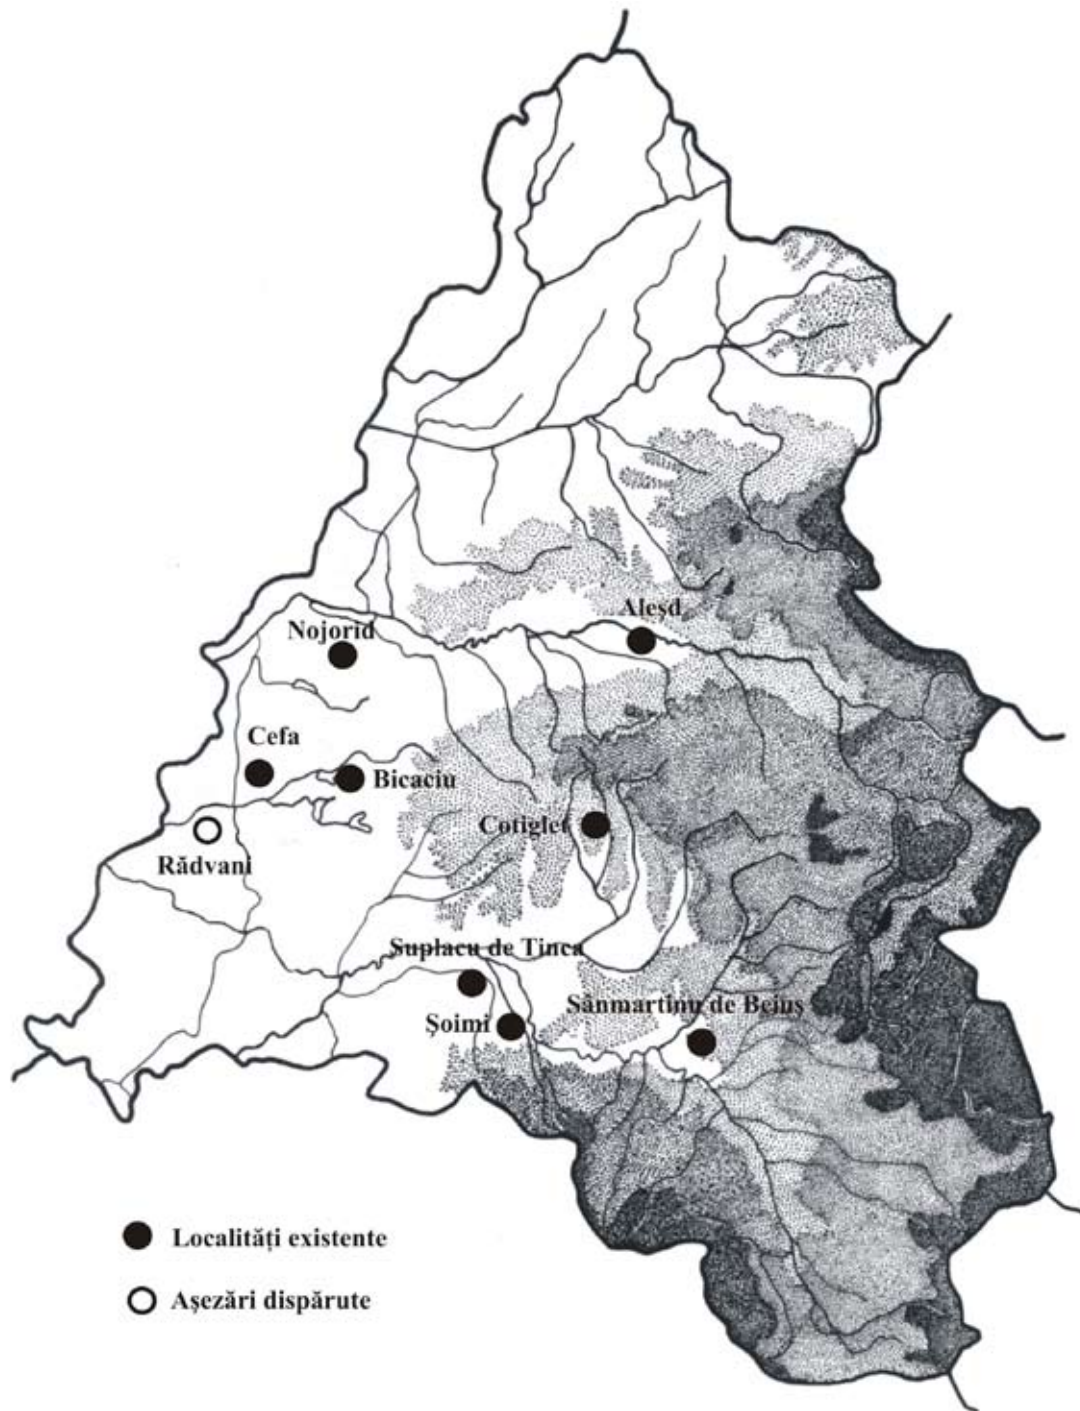 Aleșd
Nojorid
Cefa
Bicaciu
Cotiglet
Rădvani
Suplacu de Tinca
Sânmartinu de Beiuș
Șoimi
Localități existente
Așezări dispărute